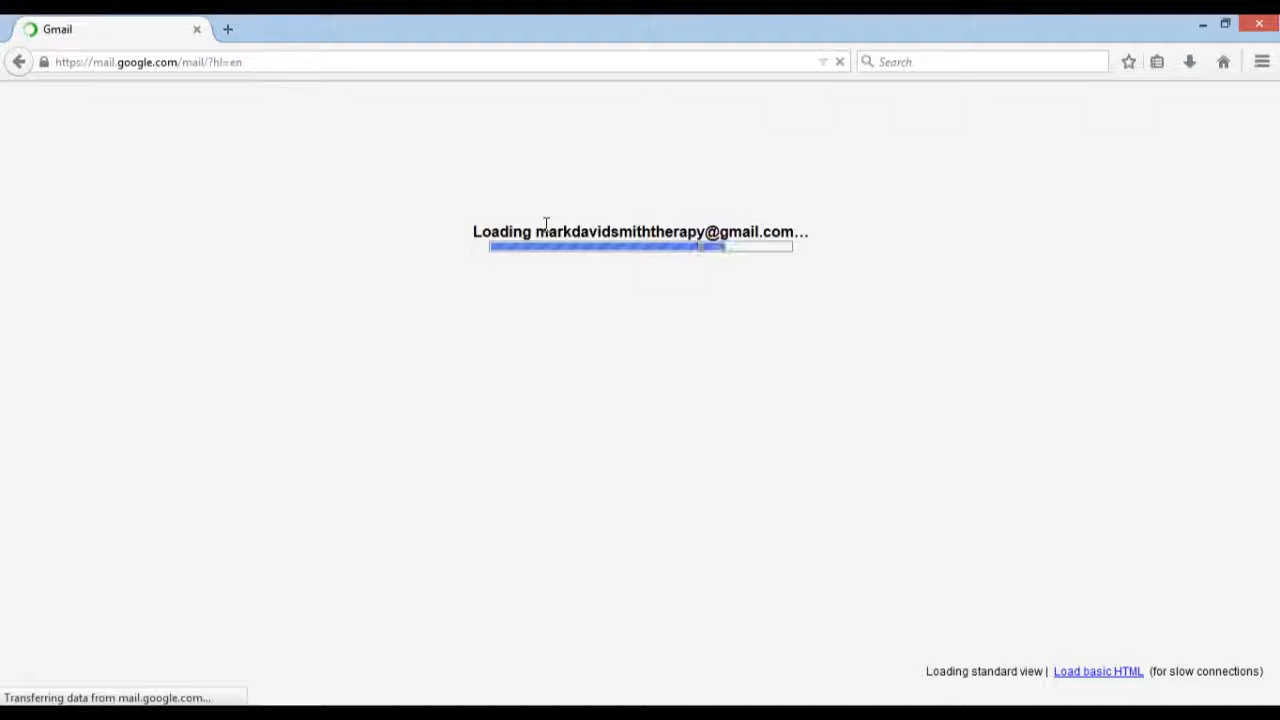 Gmail
https://mail.google.com/mail/?hl=en
Search
Loading markdavidsmiththerapy@gmail.com...
Loading standard view | Load basic HTML (for slow connections)
Transferring data from mail.google.com...